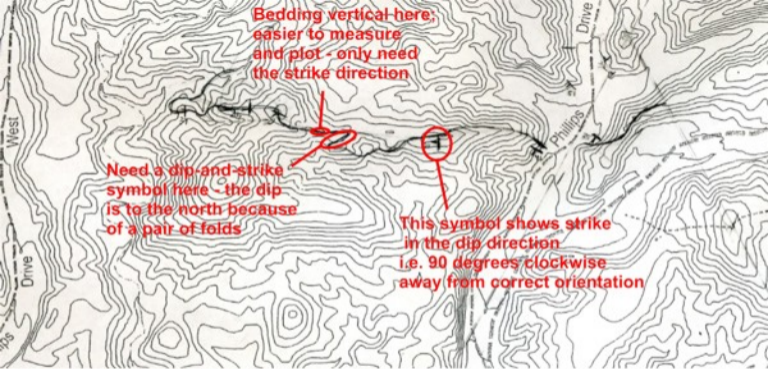 Bedding vertical here;
easier to measure
and plot - only need
the strike direction
Drive
West
Phillips
Need a dip-and-strike
symbol here - the dip
is to the north because
of a pair of folds
This symbol shows strike
in the dip direction
i.e. 90 degrees clockwise
away from correct orientation
Drive